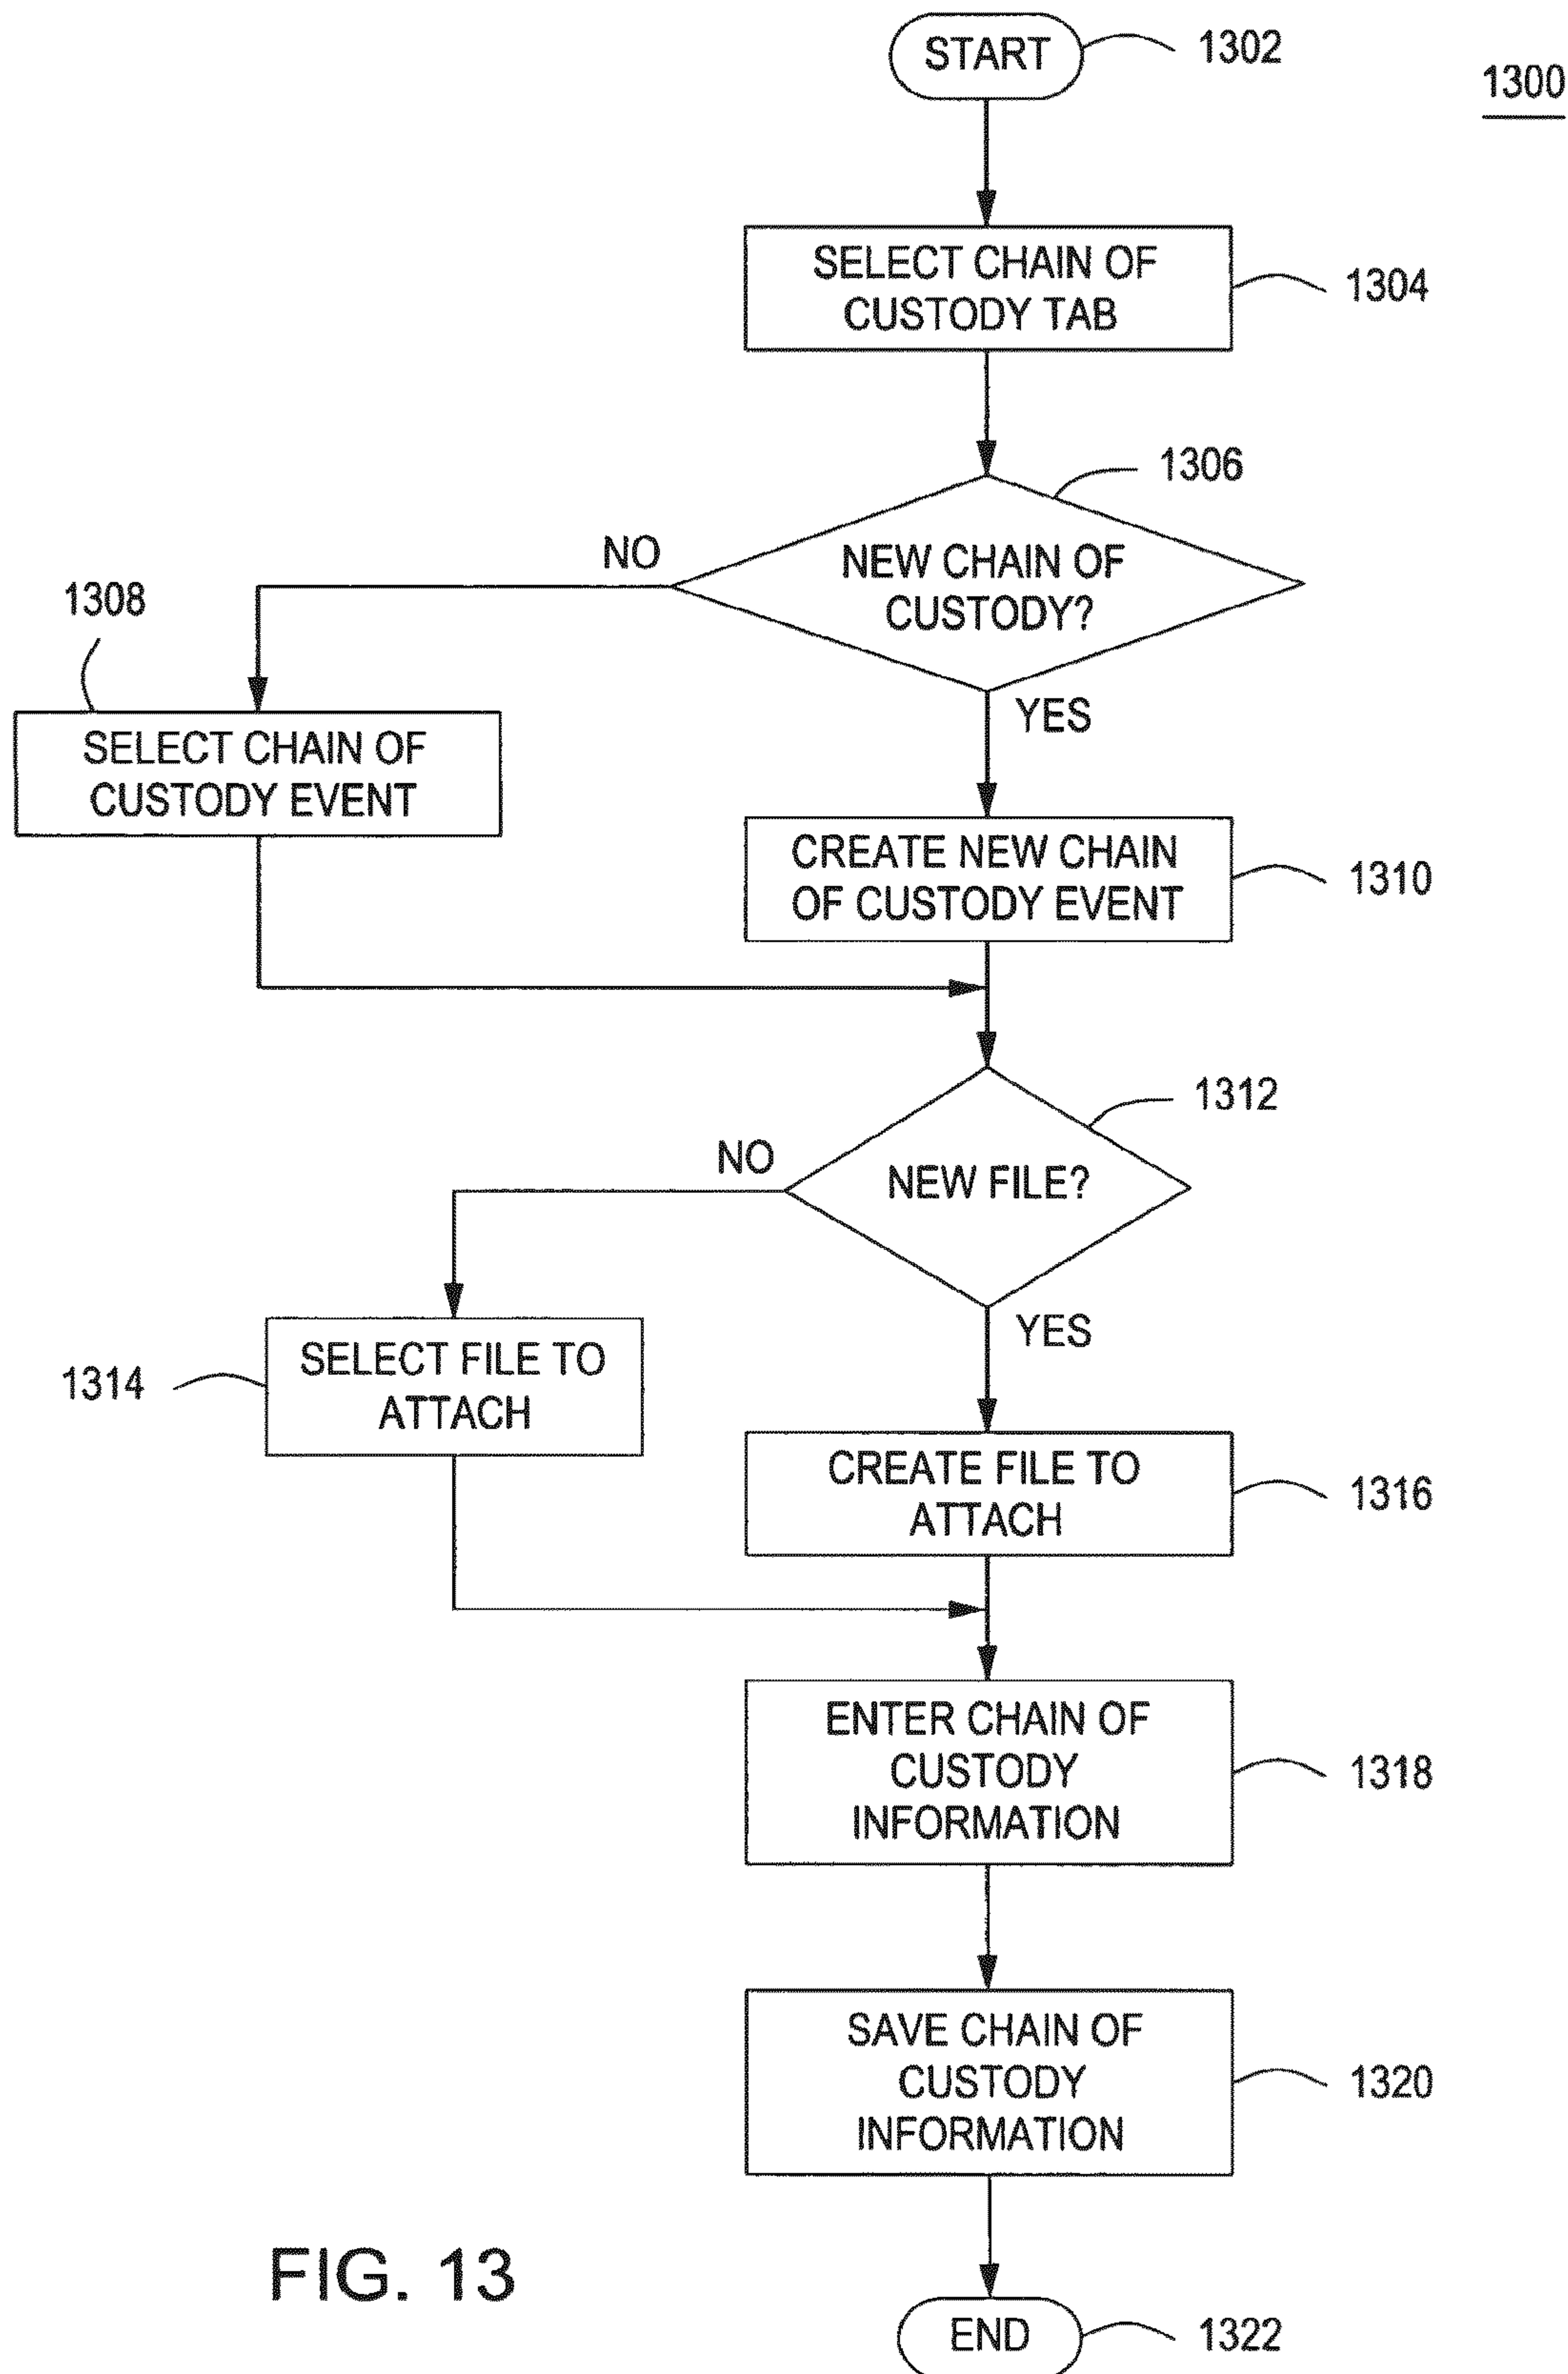 START
1302
1300
SELECT CHAIN OF
CUSTODY TAB
1304
1306
NEW CHAIN OF
CUSTODY?
NO
1308
YES
SELECT CHAIN OF
CUSTODY EVENT
CREATE NEW CHAIN
OF CUSTODY EVENT
1310
1312
NEW FILE?
NO
YES
SELECT FILE TO
ATTACH
1314
CREATE FILE TO
ATTACH
1316
ENTER CHAIN OF
CUSTODY
INFORMATION
1318
SAVE CHAIN OF
CUSTODY
INFORMATION
1320
FIG. 13
END
1322